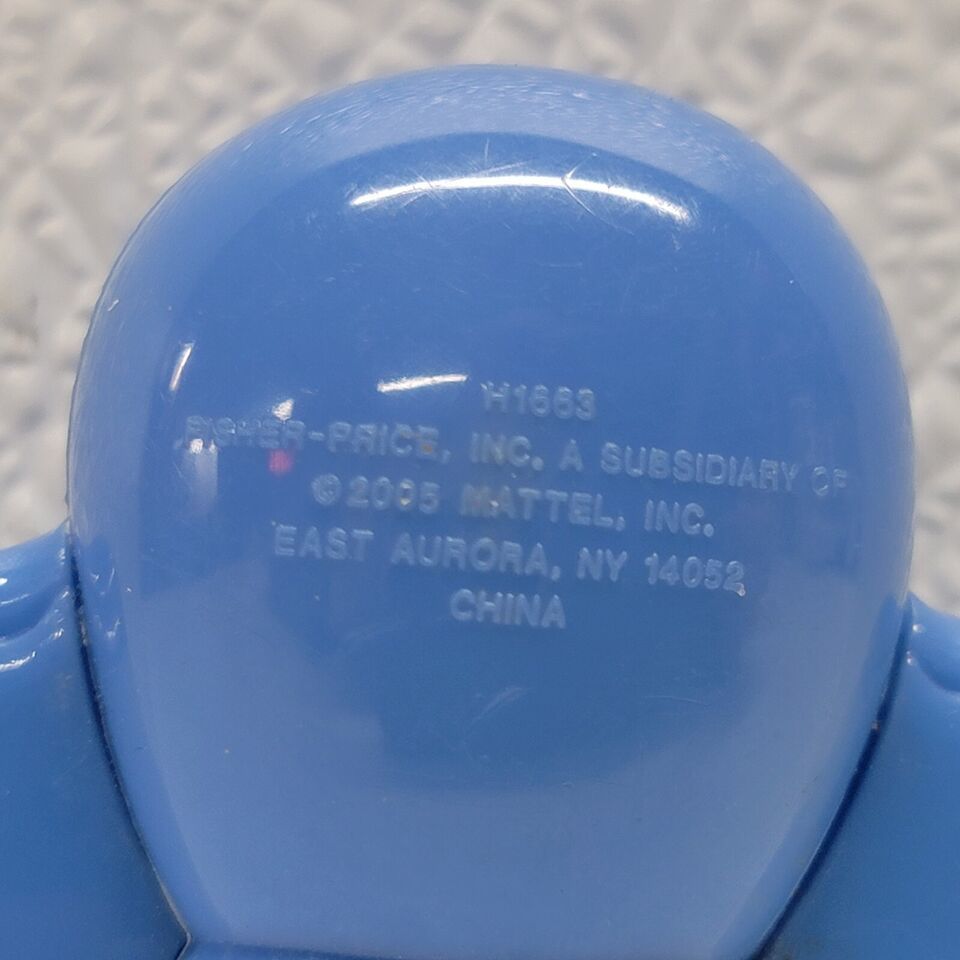 H1663
FISHER-PRICE, INC. A SUBSIDIARY OF
©2005 MATTEL, INC.
EAST AURORA, NY 14052
CHINA